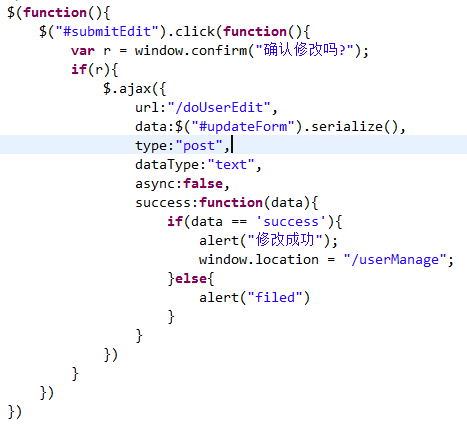 $(function(){
    $("#submitEdit").click(function(){
        var r = window.confirm("确认修改吗?");
        if(r){
            $.ajax({
                url:"/doUserEdit",
                data:$("#updateForm").serialize(),
                type:"post",
                dataType:"text",
                async:false,
                success:function(data){
                    if(data == 'success'){
                        alert("修改成功");
                        window.location = "/userManage";
                    }else{
                        alert("filed")
                    }
                }
            })
        }
    })
})